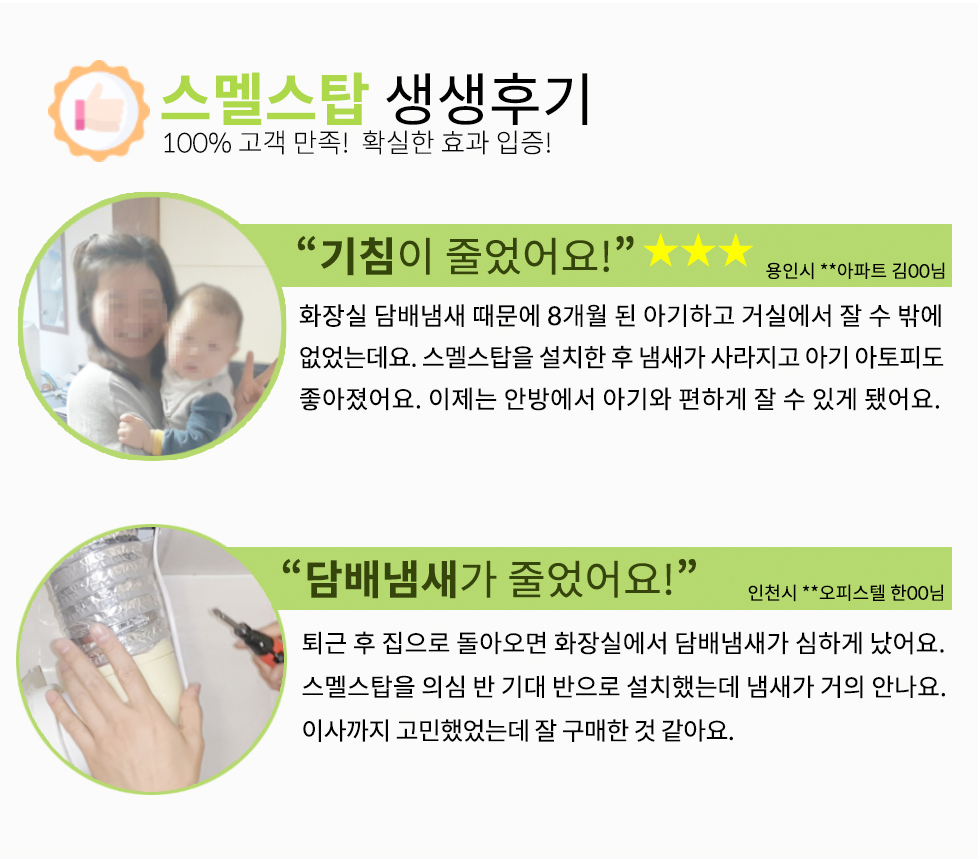 스멜스탑 생생후기
100% 고객 만족! 확실한 효과 입증!
“기침이 줄었어요!” ★★★ 용인시 **아파트 김00님
화장실 담배냄새 때문에 8개월 된 아기하고 거실에서 잘 수 밖에
없었는데요. 스멜스탑을 설치한 후 냄새가 사라지고 아기 아토피도
좋아졌어요. 이제는 안방에서 아기와 편하게 잘 수 있게 됐어요.
“담배냄새가 줄었어요!” 인천시 **오피스텔 한00님
퇴근 후 집으로 돌아오면 화장실에서 담배냄새가 심하게 났어요.
스멜스탑을 의심 반 기대 반으로 설치했는데 냄새가 거의 안나요.
이사까지 고민했었는데 잘 구매한 것 같아요.